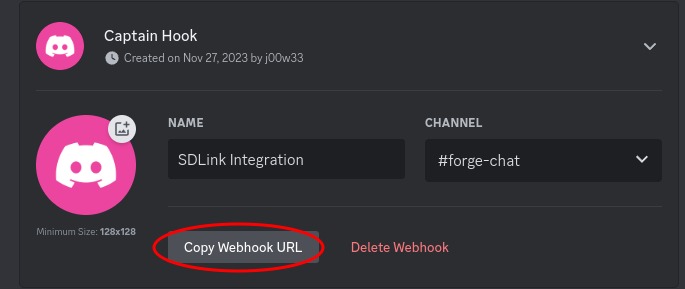 Captain Hook
Created on Nov 27, 2023 by j00w33
NAME
CHANNEL
SDLink Integration
#forge-chat
Minimum Size: 128x128
Copy Webhook URL
Delete Webhook